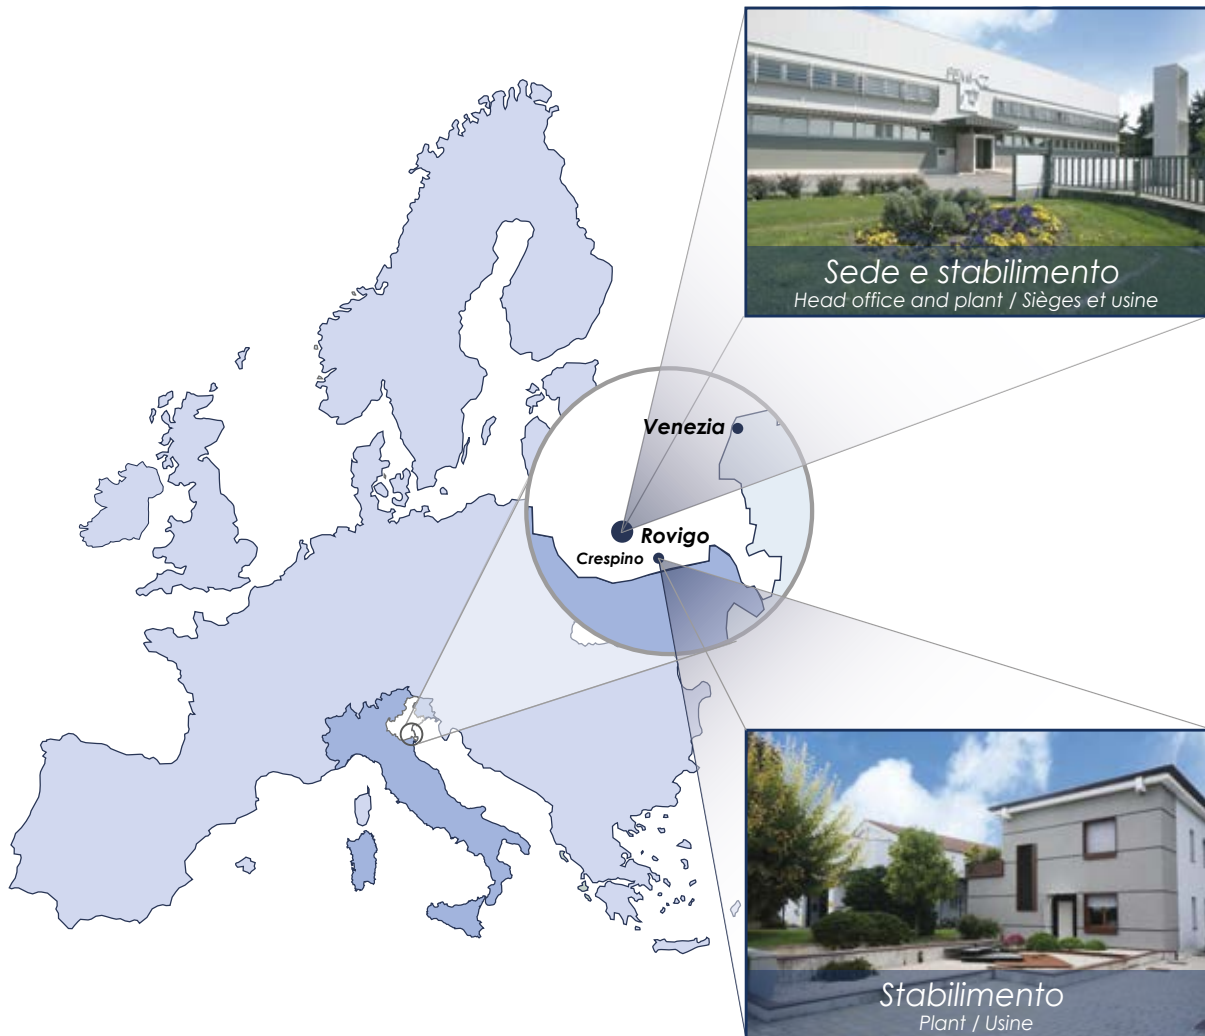 Sede e stabilimento
Head office and plant / Sièges et usine
Venezia
Rovigo
Crespino
Stabilimento
Plant / Usine